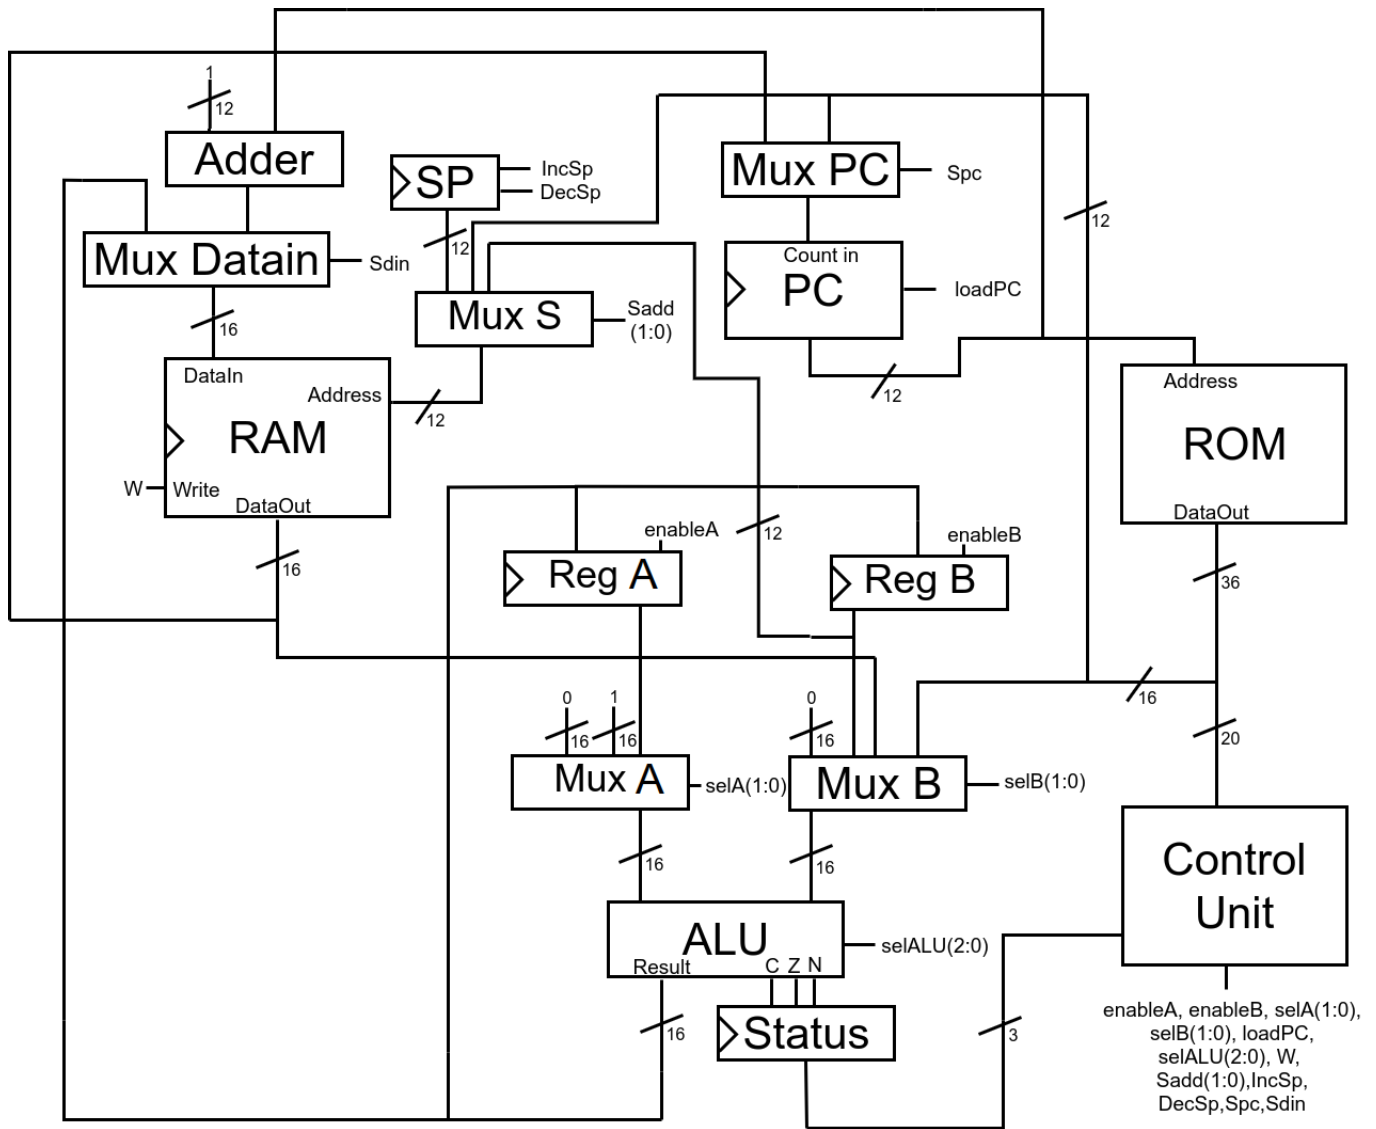 1
12
Adder
SP
IncSp
DecSp
12
Mux PC
Spc
12
Mux Datain
Sdin
16
Mux S
Sadd
(1:0)
Count in
PC
loadPC
12
DataIn
Address
12
RAM
W
Write
DataOut
16
Address
ROM
DataOut
36
enableA
12
enableB
Reg A
Reg B
0
16
1
16
0
16
16
20
Mux A
selA(1:0)
Mux B
selB(1:0)
16
16
Control
Unit
ALU
selALU(2:0)
Result
C Z N
16
Status
3
enableA, enableB, selA(1:0),
selB(1:0), loadPC,
selALU(2:0), W,
Sadd(1:0),IncSp,
DecSp,Spc,Sdin